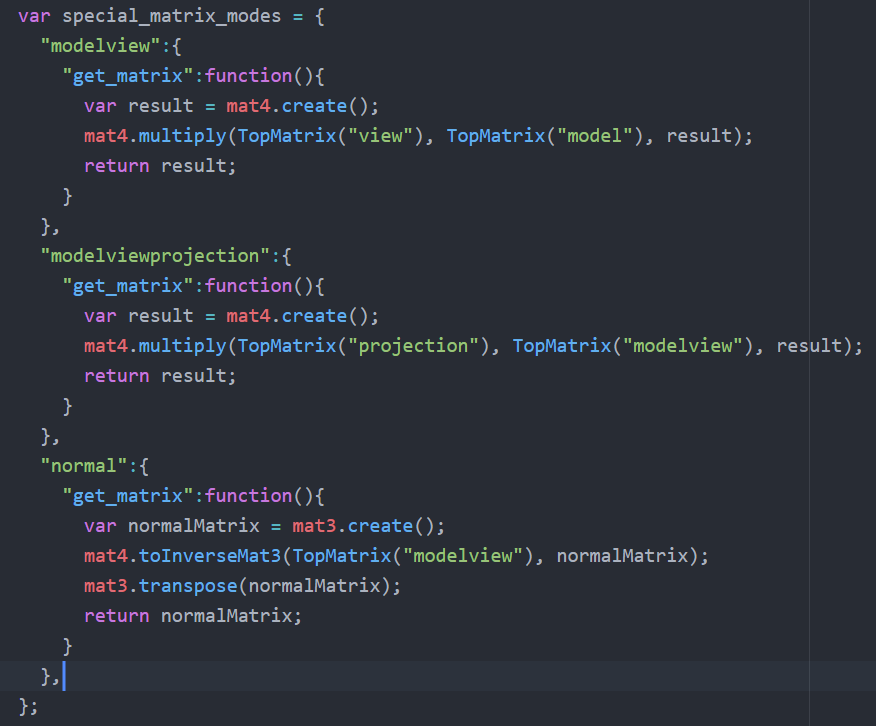 var special_matrix_modes = {
  "modelview":{
    "get_matrix":function(){
      var result = mat4.create();
      mat4.multiply(TopMatrix("view"), TopMatrix("model"), result);
      return result;
    }
  },
  "modelviewprojection":{
    "get_matrix":function(){
      var result = mat4.create();
      mat4.multiply(TopMatrix("projection"), TopMatrix("modelview"), result);
      return result;
    }
  },
  "normal":{
    "get_matrix":function(){
      var normalMatrix = mat3.create();
      mat4.toInverseMat3(TopMatrix("modelview"), normalMatrix);
      mat3.transpose(normalMatrix);
      return normalMatrix;
    }
  },
};